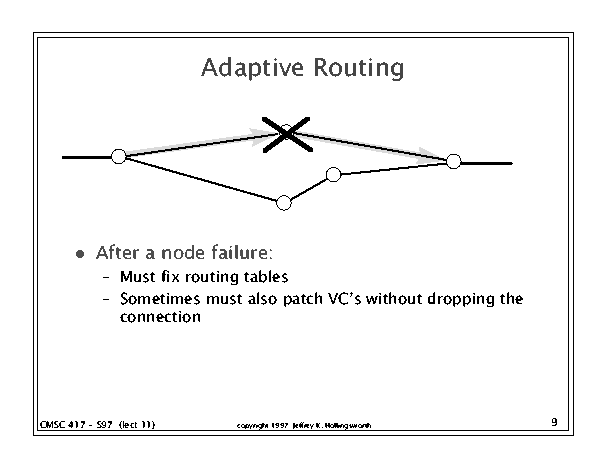 Adaptive Routing
● After a node failure:
– Must fix routing tables
– Sometimes must also patch VC's without dropping the
connection
CMSC 417 - S97 (lect 11)
copyright 1997 Jeffrey K. Hollingsworth
9